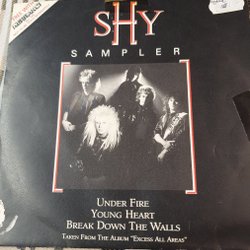 SHY
SAMPLER
UNDER FIRE
YOUNG HEART
BREAK DOWN THE WALLS
TAKEN FROM THE ALBUM "EXCESS ALL AREAS"